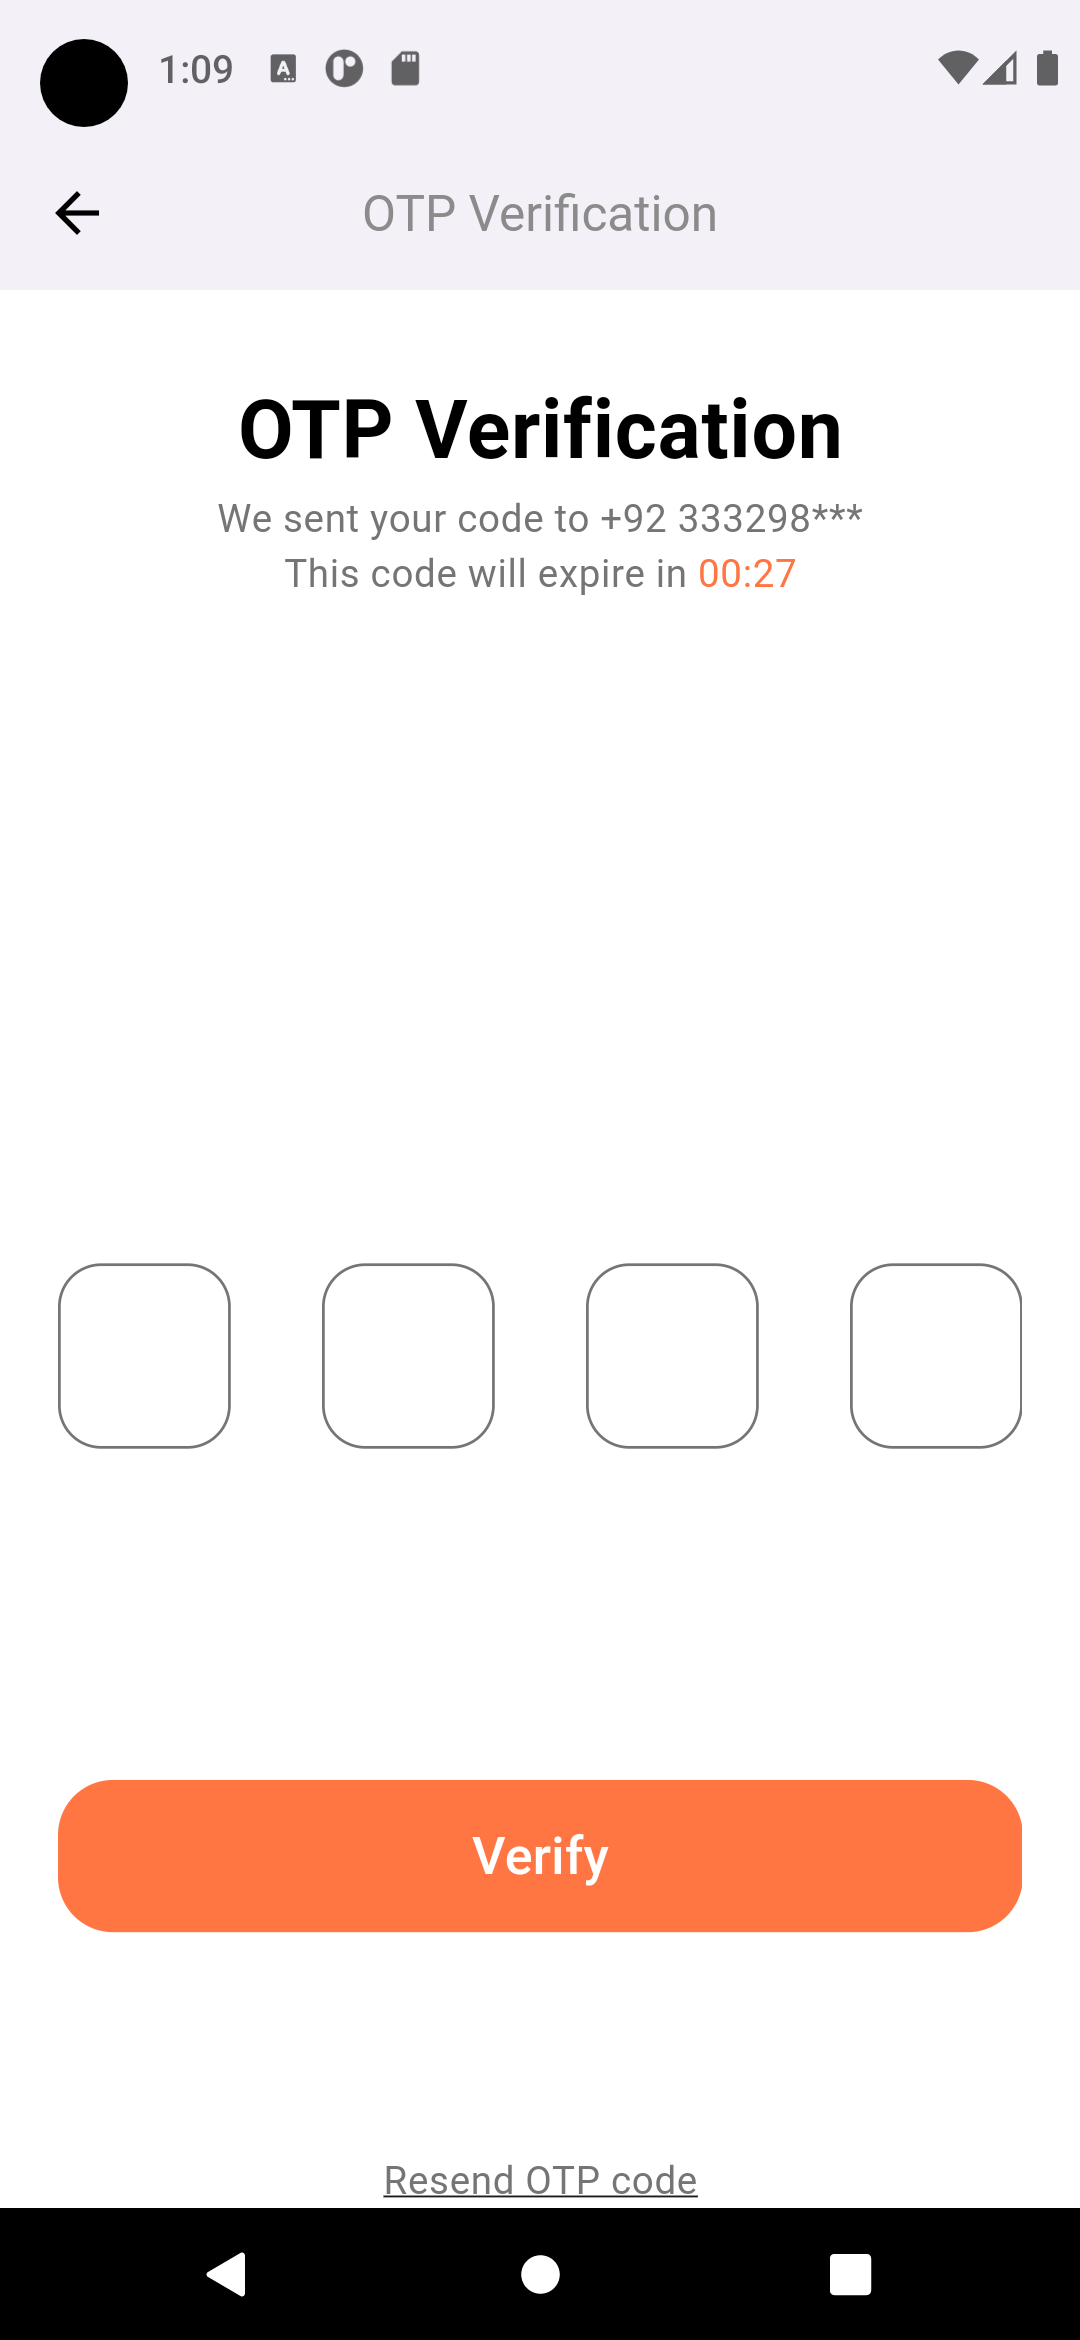 1:09
OTP Verification
OTP Verification
We sent your code to +92 333298***
This code will expire in 00:27
Verify
Resend OTP code